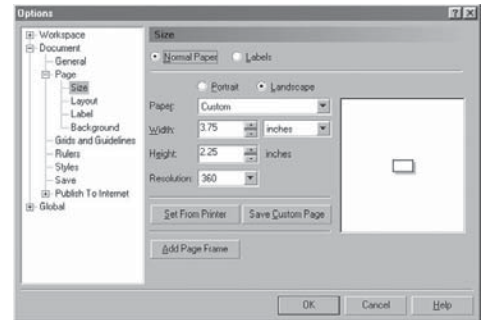 Options
Workspace
Document
General
Page
Size
Layout
Label
Background
Grids and Guidelines
Rulers
Styles
Save
Publish To Internet
Global
Size
Normal Paper
Labels
Portrait
Landscape
Paper: Custom
Width: 3.75 inches
Height: 2.25 inches
Resolution: 360
Set From Printer
Save Custom Page
Add Page Frame
OK
Cancel
Help